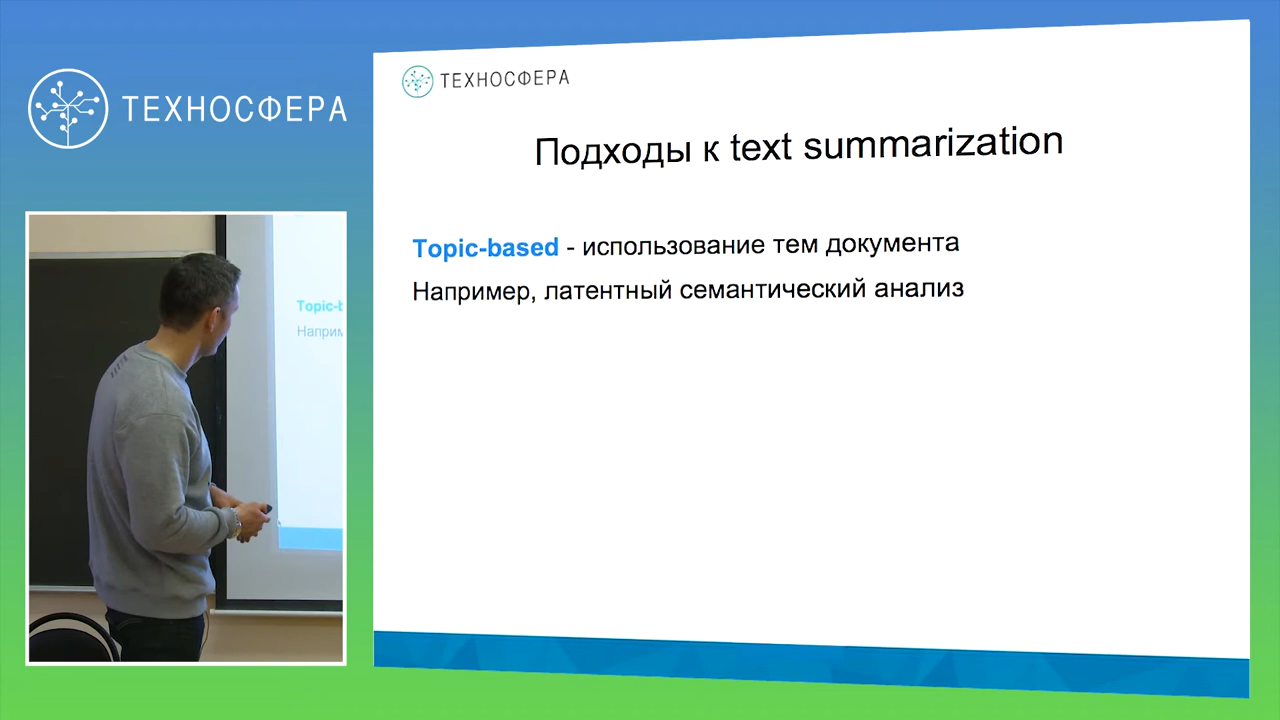 ТЕХНОСФЕРА
ТЕХНОСФЕРА
Подходы к text summarization
Topic-based - использование тем документа
Например, латентный семантический анализ
Topic-b
Наприм